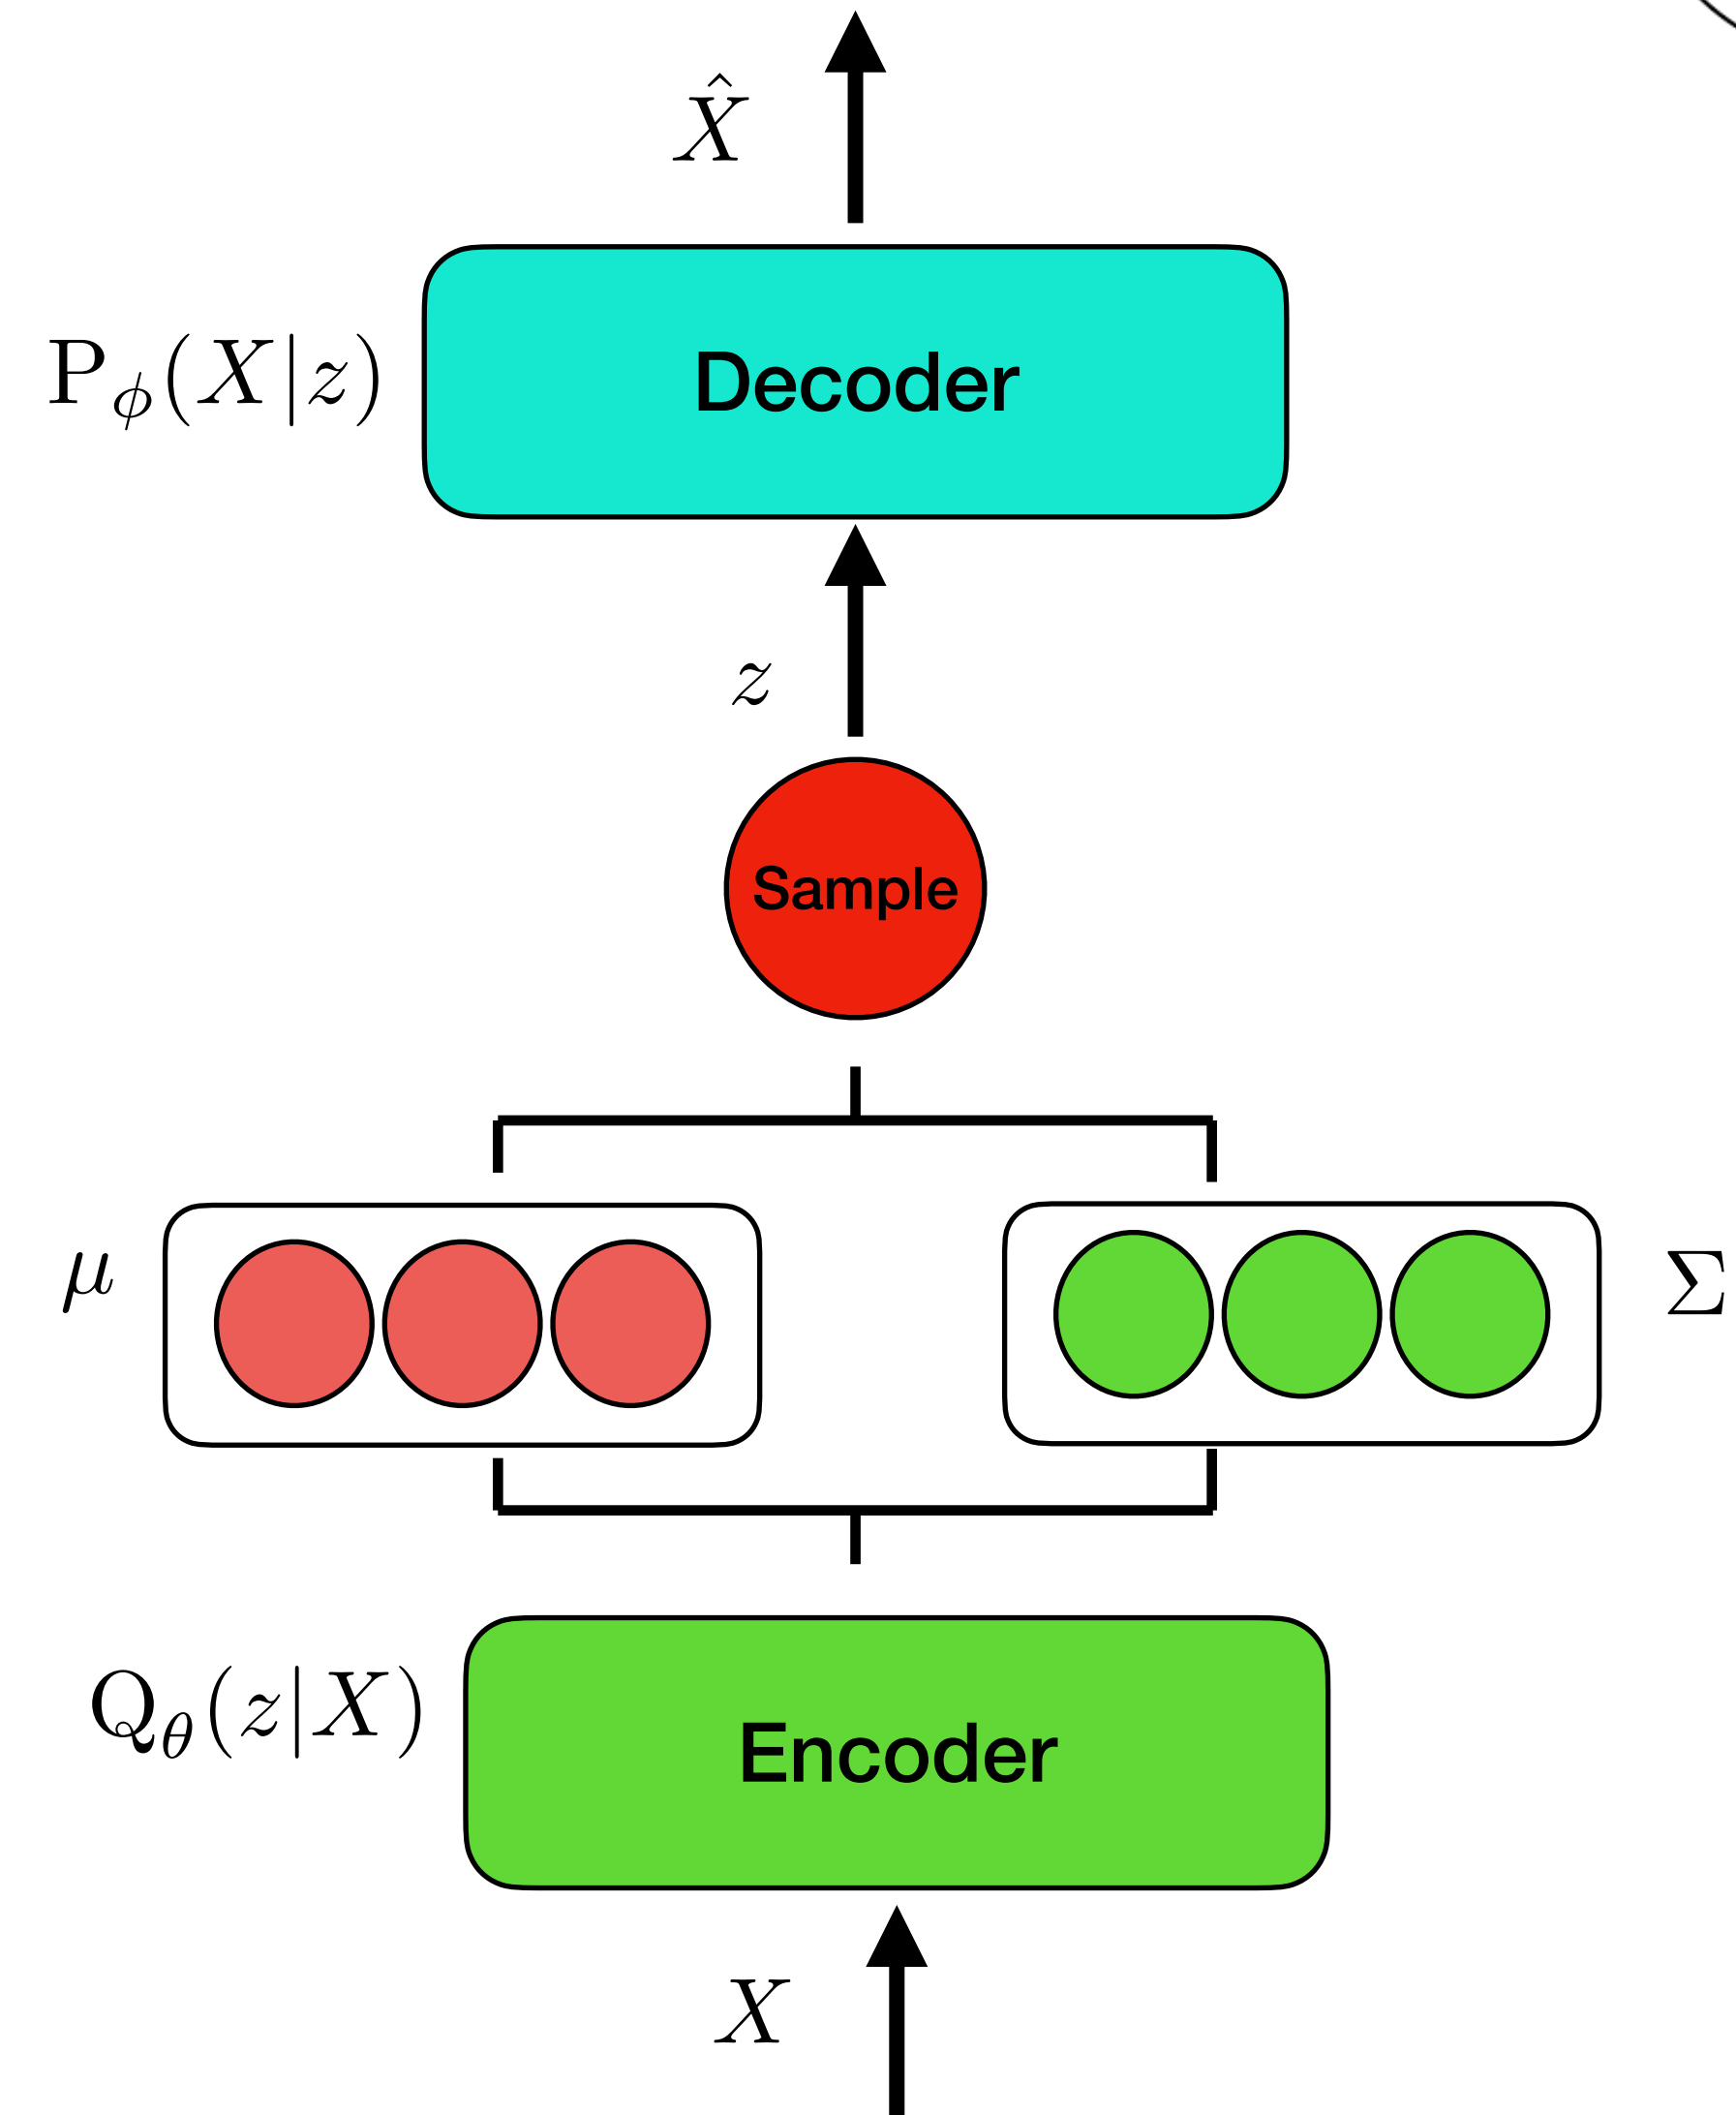 X̂
P_ϕ(X|z)
Decoder
z
Sample
μ
Σ
Q_θ(z|X)
Encoder
X